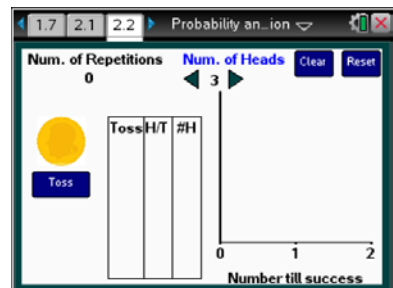 1.7 2.1 2.2 Probability an...ion
Num. of Repetitions Num. of Heads Clear Reset
0 3
Toss H/T #H
Toss
0 1 2
Number till success